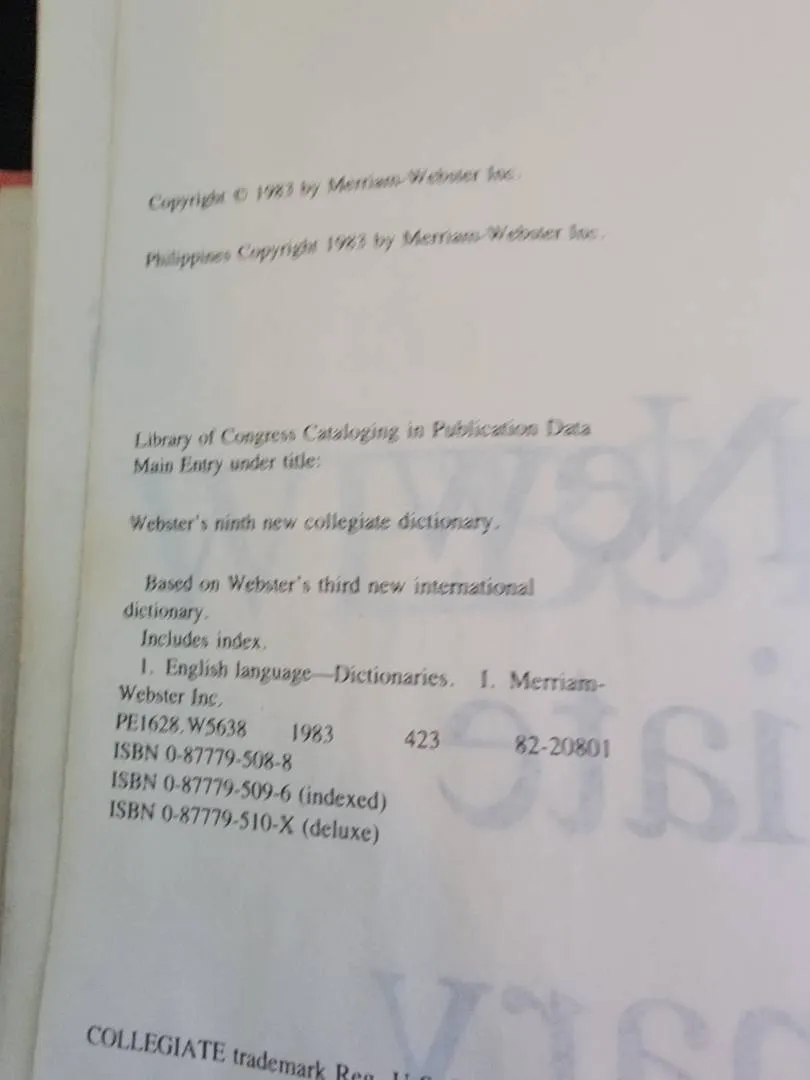 Copyright © 1983 by Merriam-Webster Inc.
Philippines Copyright 1983 by Merriam-Webster Inc.
Library of Congress Cataloging in Publication Data
Main Entry under title:
Webster's ninth new collegiate dictionary.
Based on Webster's third new international
dictionary.
Includes index.
1. English language—Dictionaries. I. Merriam-
Webster Inc.
PE1628.W5638 1983 423 82-20801
ISBN 0-87779-508-8
ISBN 0-87779-509-6 (indexed)
ISBN 0-87779-510-X (deluxe)
COLLEGIATE trademark Reg.